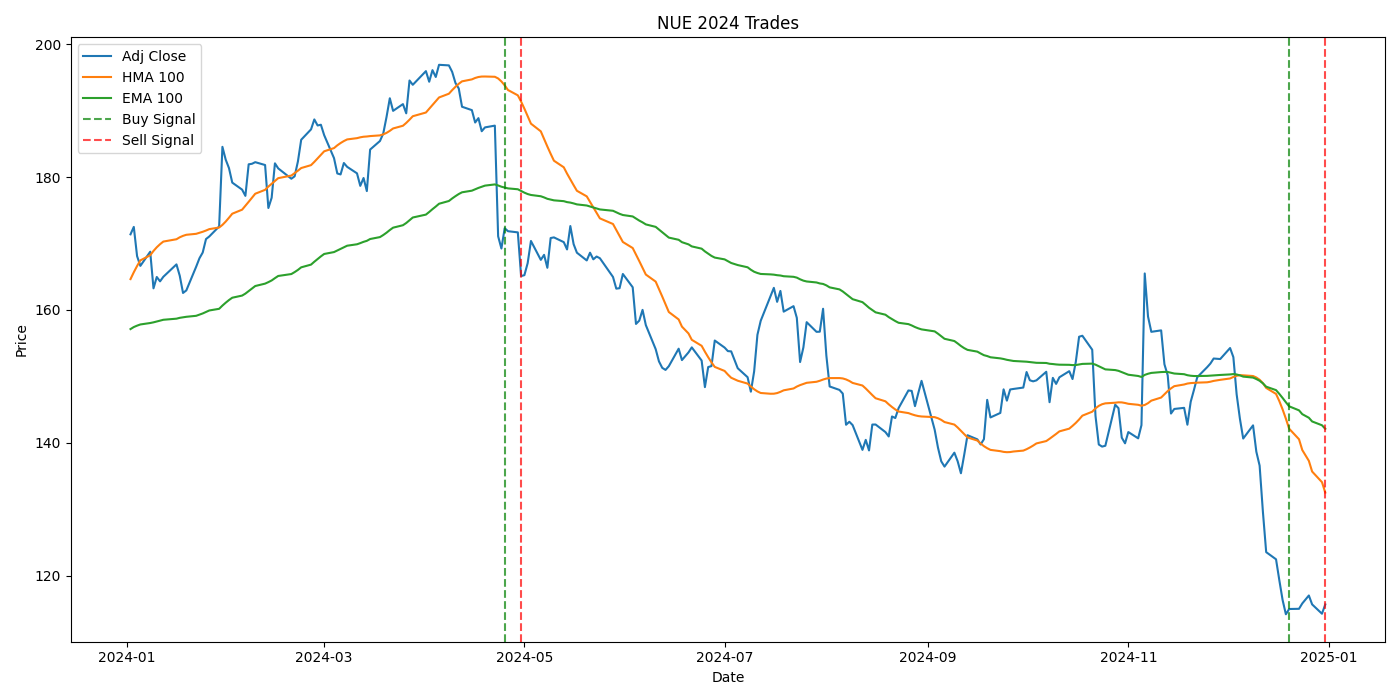 NUE 2024 Trades
Adj Close
HMA 100
EMA 100
Buy Signal
Sell Signal
Price
200
180
160
140
120
2024-01
2024-03
2024-05
2024-07
2024-09
2024-11
2025-01
Date